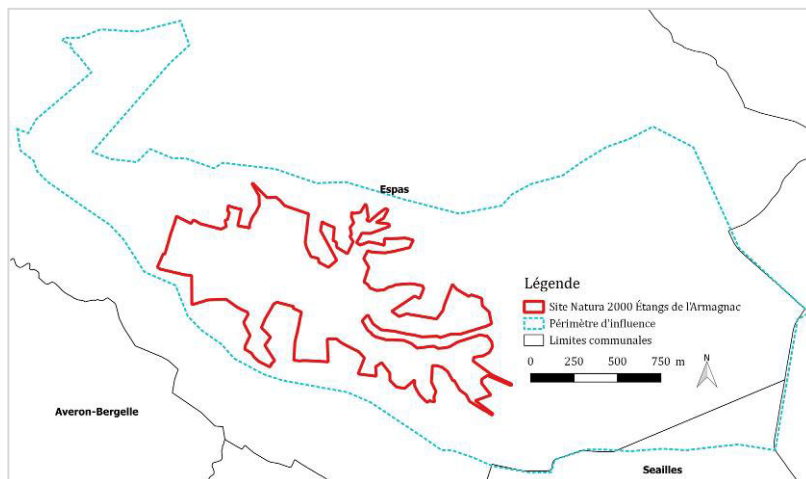 Espas
Légende
Site Natura 2000 Étangs de l'Armagnac
Périmètre d'influence
Limites communales
0 250 500 750 m
N
Averon-Bergelle
Seailles